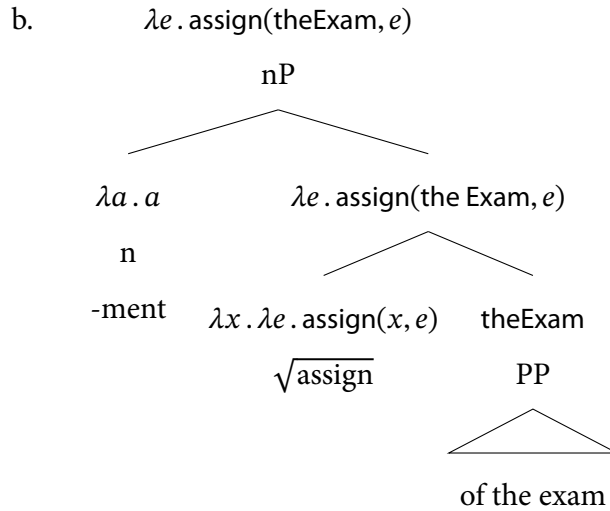 b. λe . assign(theExam, e)
nP
λa . a λe . assign(the Exam, e)
n
-ment λx . λe . assign(x, e) theExam
√assign PP
of the exam